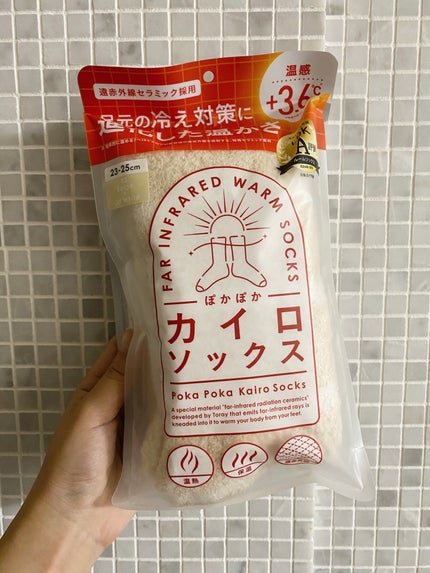 遠赤外線セラミック採用
温感
+3.6℃
足元の冷え対策に
23-25cm
FAR INFRARED WARM SOCKS
ぽかぽか
カイロ
ソックス
Poka Poka Kairo Socks
A special material "far-infrared radiation ceramics"
developed by Toray that emits far-infrared rays is
kneaded into it to warm your body from your feet.
温熱
保温